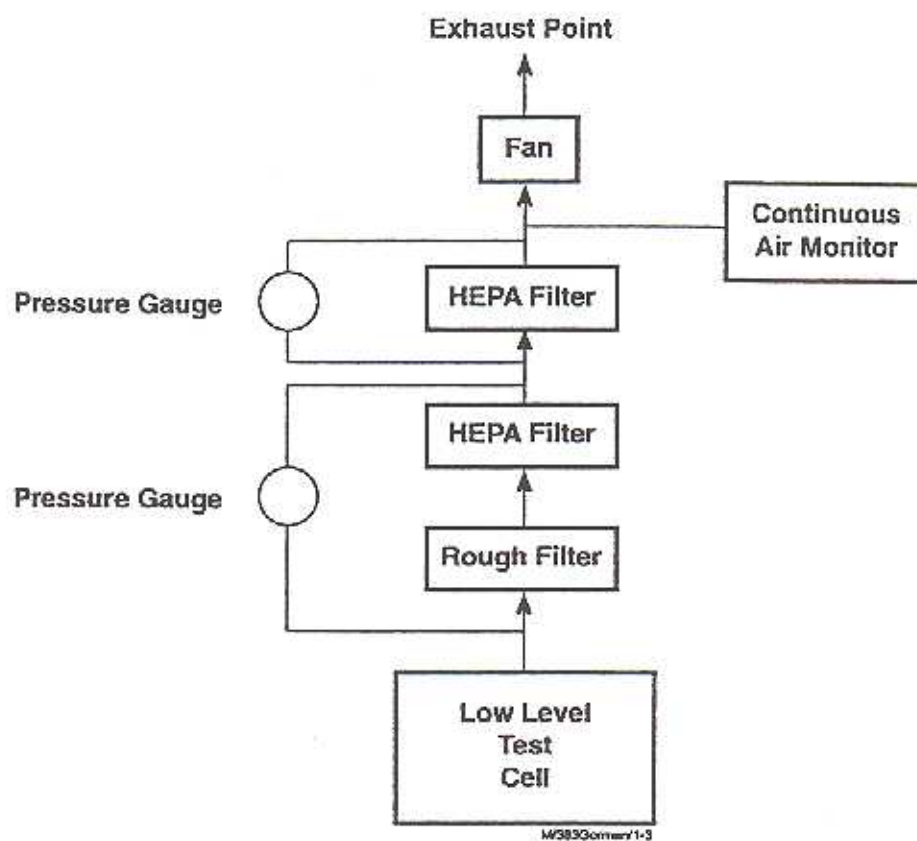 Exhaust Point
Fan
Continuous
Air Monitor
HEPA Filter
Pressure Gauge
HEPA Filter
Pressure Gauge
Rough Filter
Low Level
Test
Cell